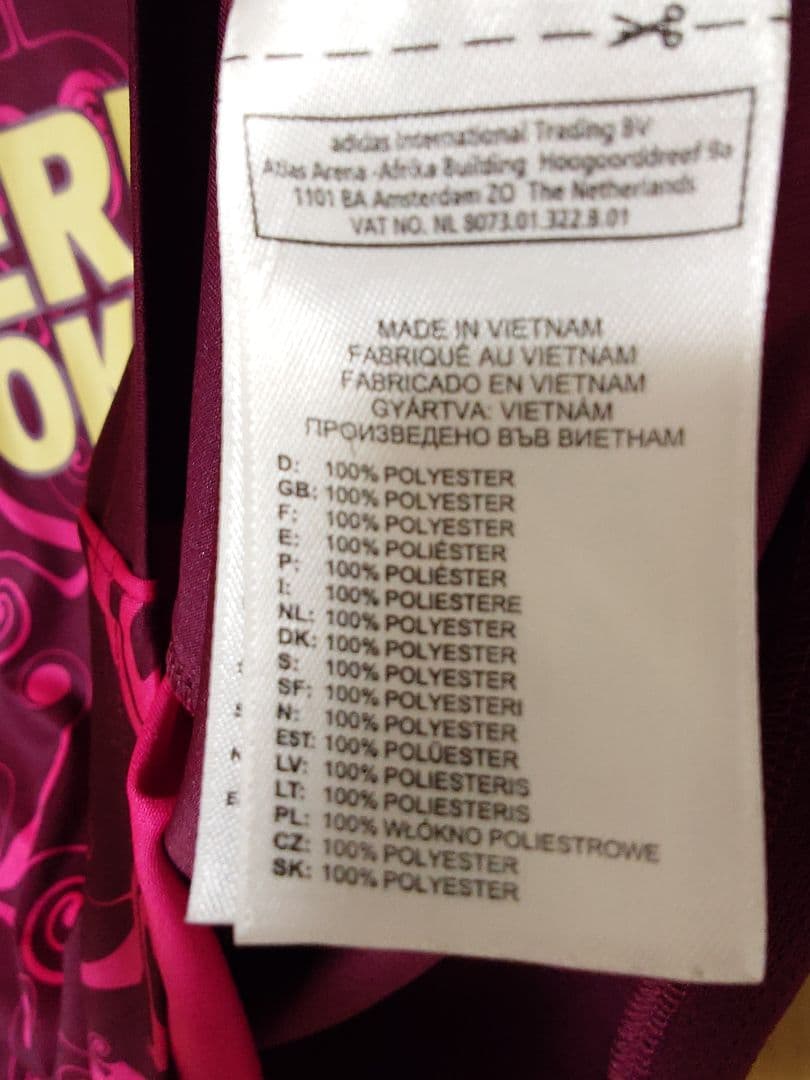 adidas International Trading BV
Atlas Arena -Afrika Building Hoogoorddreef 9a
1101 BA Amsterdam ZO The Netherlands
VAT NO. NL 8073.01.322.B.01
MADE IN VIETNAM
FABRIQUÉ AU VIETNAM
FABRICADO EN VIETNAM
GYÁRTVA: VIETNÁM
ПРОИЗВЕДЕНО ВЪВ ВИЕТНАМ
D: 100% POLYESTER
GB: 100% POLYESTER
F: 100% POLYESTER
E: 100% POLIÉSTER
P: 100% POLIÉSTER
I: 100% POLIESTERE
NL: 100% POLYESTER
DK: 100% POLYESTER
S: 100% POLYESTER
SF: 100% POLYESTERI
N: 100% POLYESTER
EST: 100% POLÜESTER
LV: 100% POLIESTERIS
LT: 100% POLIESTERIS
PL: 100% WŁÓKNO POLIESTROWE
CZ: 100% POLYESTER
SK: 100% POLYESTER